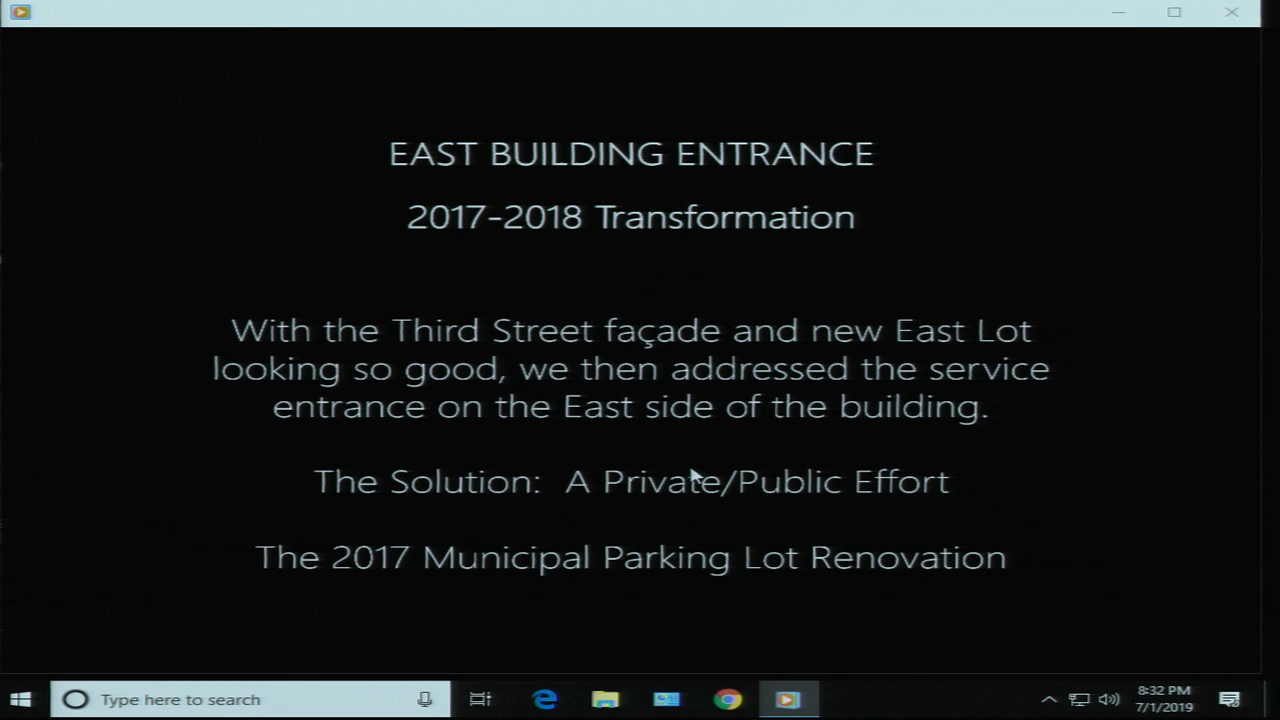 EAST BUILDING ENTRANCE
2017-2018 Transformation
With the Third Street façade and new East Lot
looking so good, we then addressed the service
entrance on the East side of the building.
The Solution: A Private/Public Effort
The 2017 Municipal Parking Lot Renovation
Type here to search
8:32 PM
7/1/2019